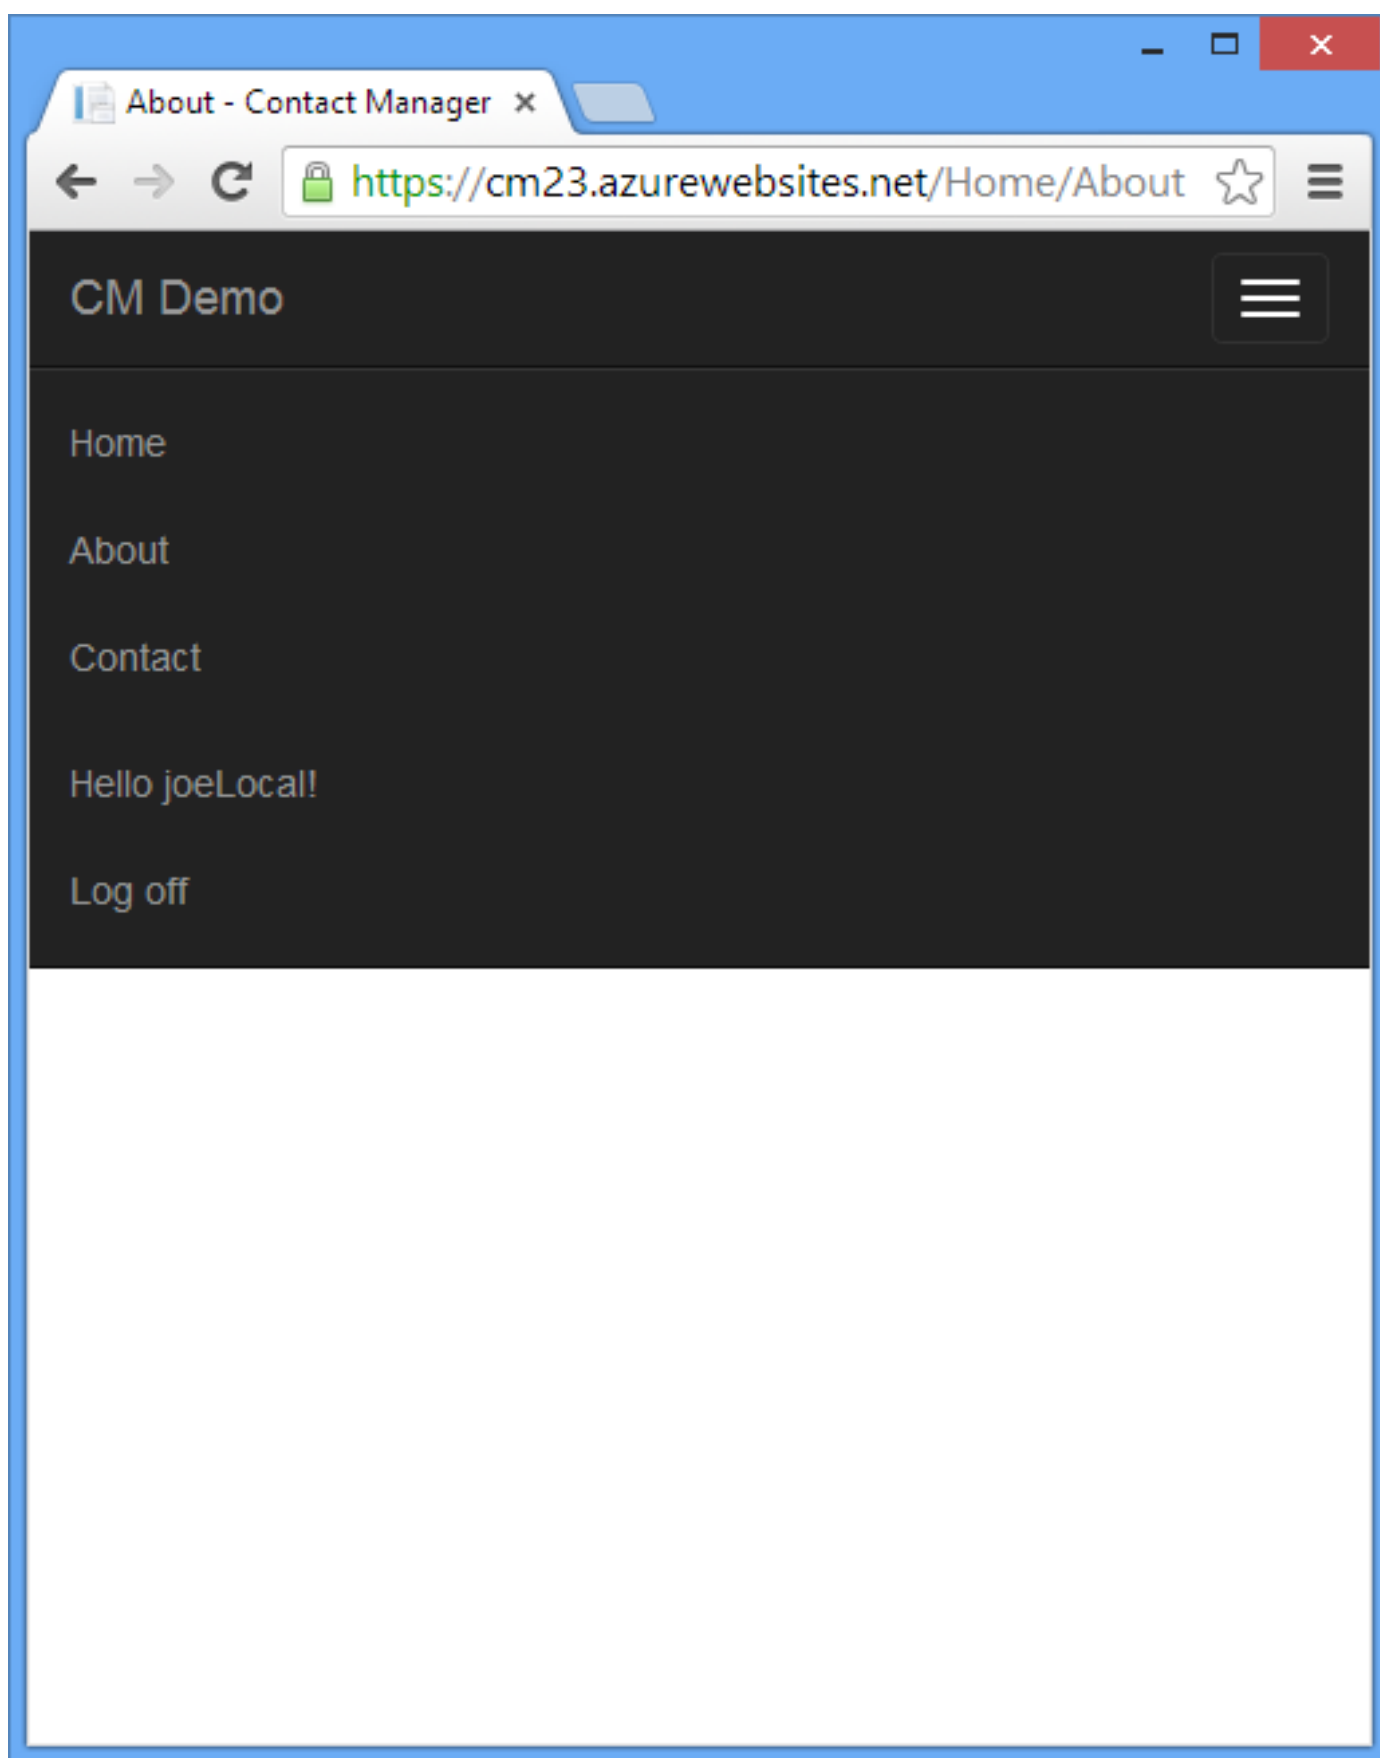 About - Contact Manager
https://cm23.azurewebsites.net/Home/About
CM Demo
Home
About
Contact
Hello joeLocal!
Log off